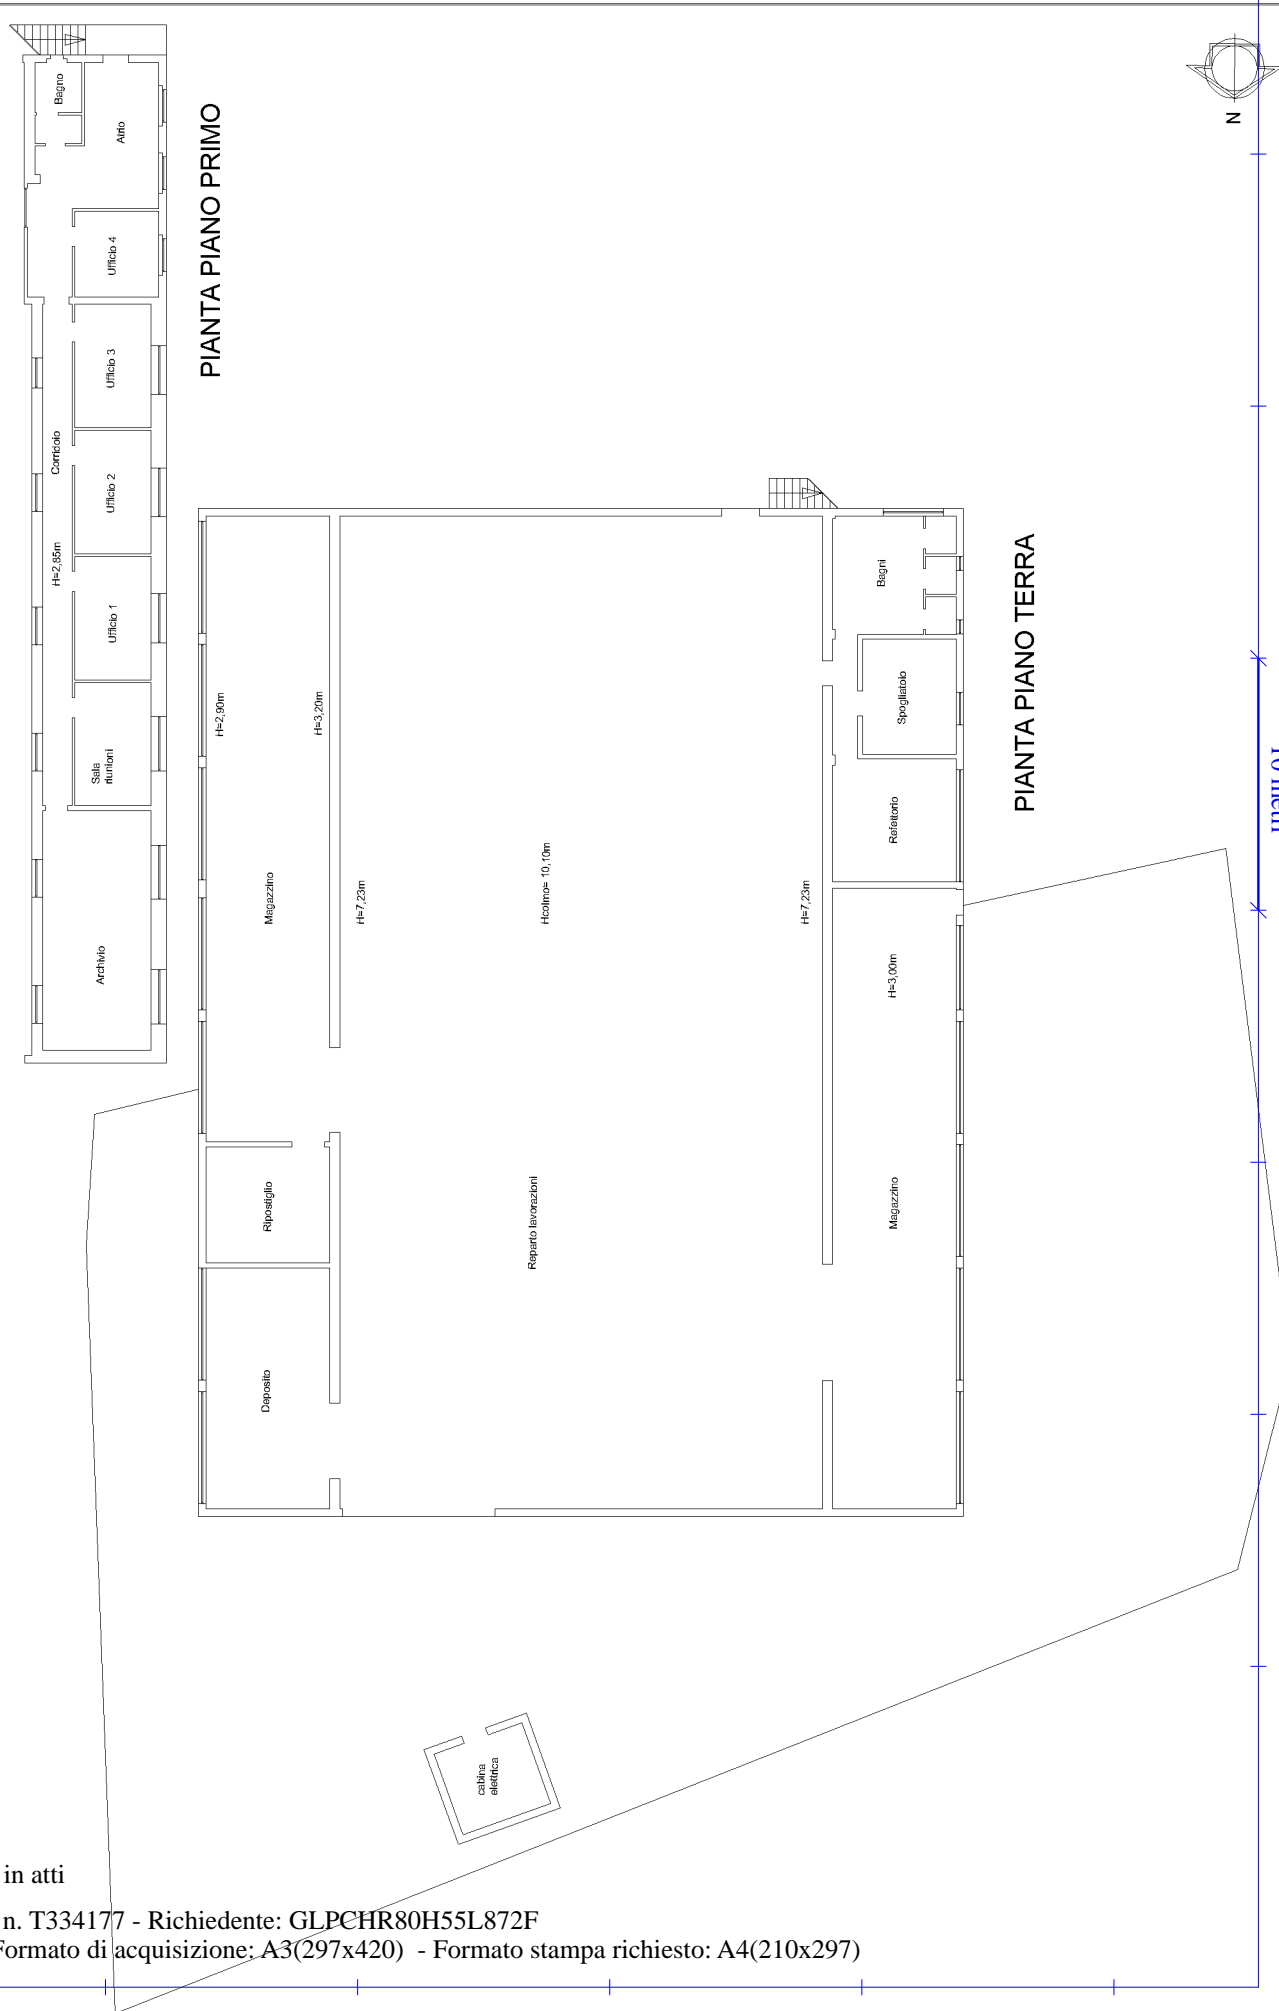 Bagno
Atrio
Ufficio 4
Ufficio 3
Corridoio
Ufficio 2
H=2,85m
Ufficio 1
Sala
riunioni
Archivio
PIANTA PIANO PRIMO
N
Bagni
Spogliatoio
Refettorio
H=2,90m
H=3,20m
Magazzino
H=7,23m
Hcolmo= 10,10m
H=7,23m
H=3,00m
Ripostiglio
Reparto lavorazioni
Magazzino
Deposito
PIANTA PIANO TERRA
10 metri
cabina
elettrica
in atti
n. T334177 - Richiedente: GLPCHR80H55L872F
Formato di acquisizione: A3(297x420) - Formato stampa richiesto: A4(210x297)